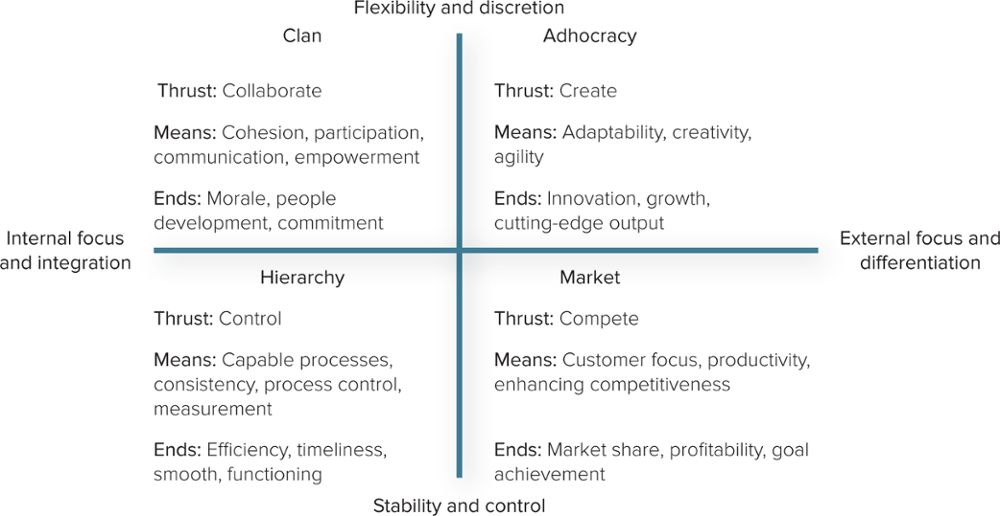 Flexibility and discretion
Clan
Thrust: Collaborate
Means: Cohesion, participation,
communication, empowerment
Ends: Morale, people
development, commitment
Adhocracy
Thrust: Create
Means: Adaptability, creativity,
agility
Ends: Innovation, growth,
cutting-edge output
Internal focus
and integration
External focus and
differentiation
Hierarchy
Thrust: Control
Means: Capable processes,
consistency, process control,
measurement
Ends: Efficiency, timeliness,
smooth, functioning
Market
Thrust: Compete
Means: Customer focus, productivity,
enhancing competitiveness
Ends: Market share, profitability, goal
achievement
Stability and control